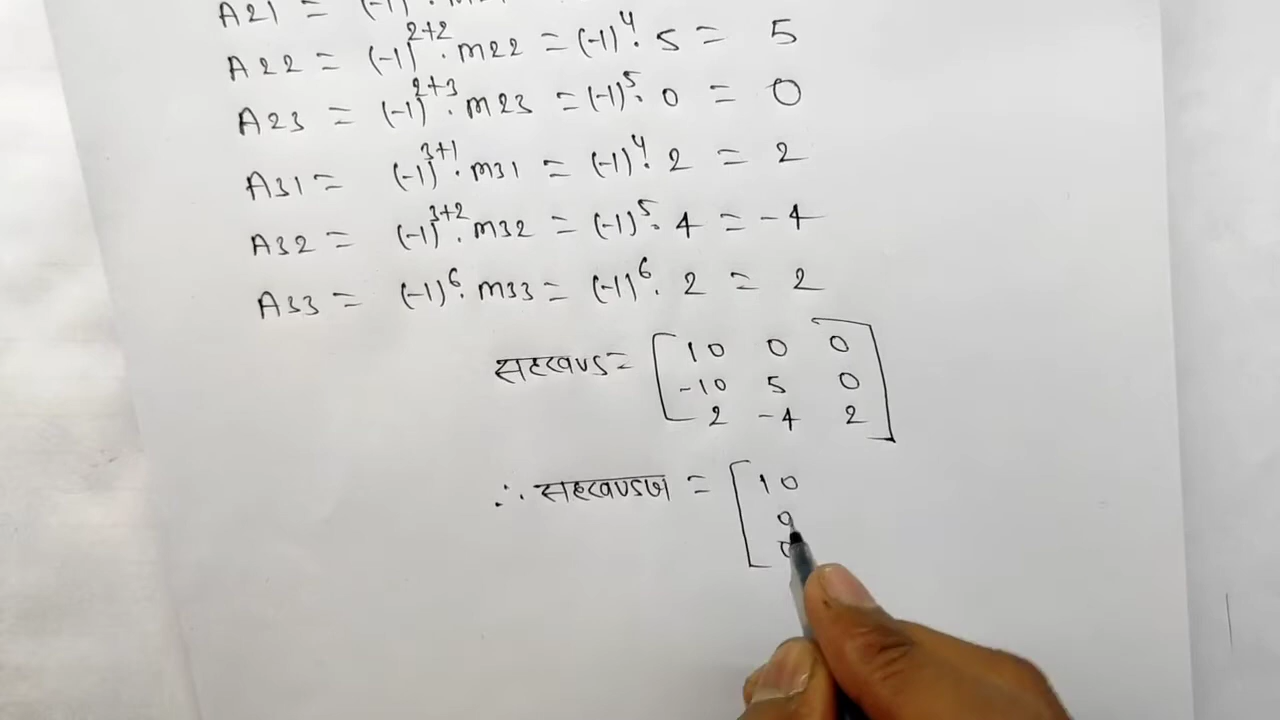 A21 = (-1)
A22 = (-1)^2+2 . m22 = (-1)^4 . 5 = 5
A23 = (-1)^2+3 . m23 = (-1)^5 . 0 = 0
A31 = (-1)^3+1 . m31 = (-1)^4 . 2 = 2
A32 = (-1)^3+2 . m32 = (-1)^5 . 4 = -4
A33 = (-1)^6 . m33 = (-1)^6 . 2 = 2
सहखण्ड = [ 10 0 0
-10 5 0
2 -4 2 ]
∴ सहखण्डज = [ 10
0
0